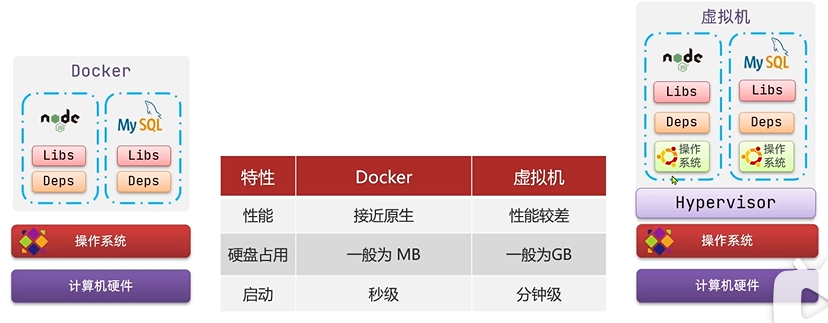 Docker
node
JS
MySQL
Libs
Libs
Deps
Deps
操作系统
计算机硬件
特性 Docker 虚拟机
性能 接近原生 性能较差
硬盘占用 一般为 MB 一般为GB
启动 秒级 分钟级
虚拟机
node
JS
MySQL
Libs
Libs
Deps
Deps
操作
系统
操作
系统
Hypervisor
操作系统
计算机硬件